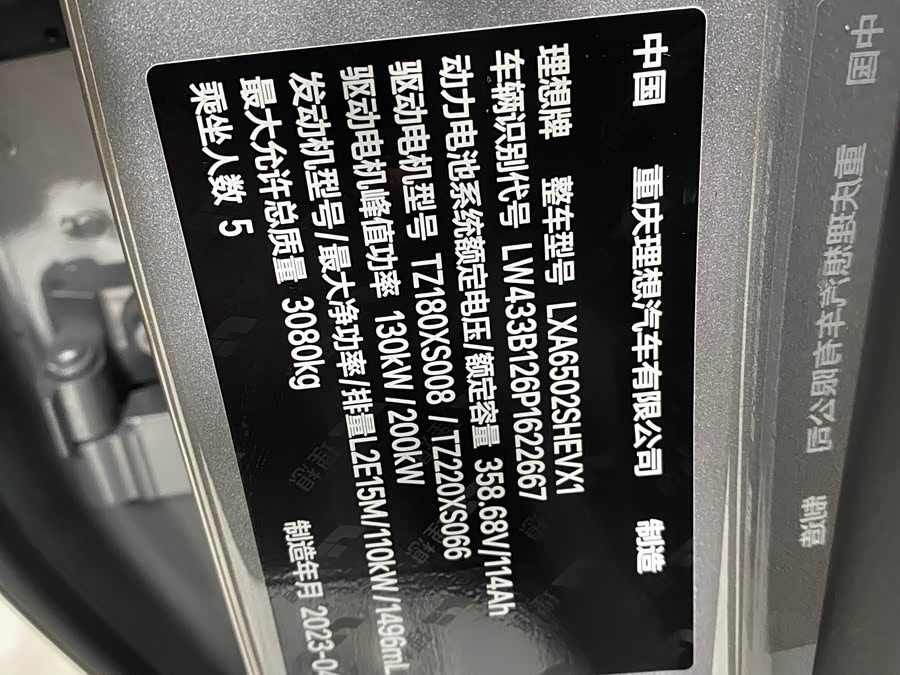 中国 重庆理想汽车有限公司 制造
理想牌 整车型号 LXA6502SHEVX1
车辆识别代号 LW433B126P1622667
动力电池系统额定电压/额定容量 358.68V/114Ah
驱动电机型号 TZ180XS008 /TZ220XS066
驱动电机峰值功率 130kW/200kW
发动机型号/最大净功率/排量L2E15M/110kW/1496mL
最大允许总质量 3080kg 制造年月 2023-04
乘坐人数 5